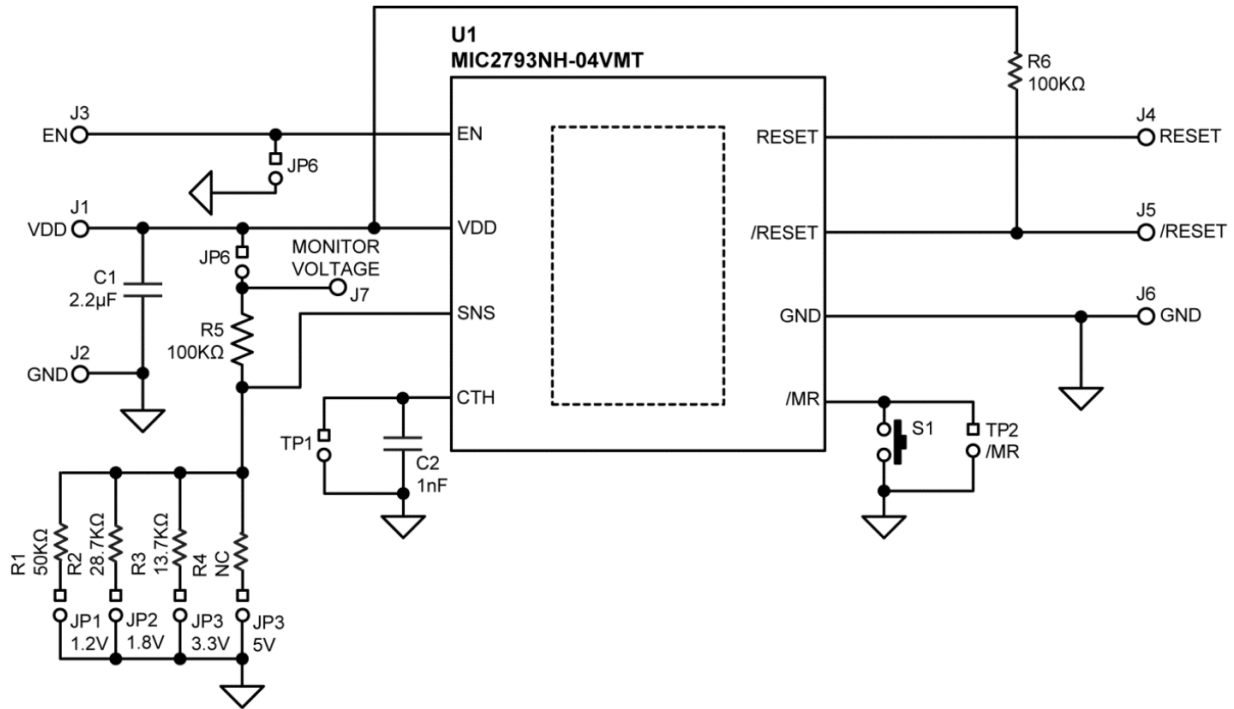 U1
MIC2793NH-04VMT
R6
100KΩ
J3
EN
EN
JP6
RESET
J4
RESET
J1
VDD
VDD
/RESET
J5
/RESET
JP6
MONITOR
VOLTAGE
J7
C1
2.2µF
SNS
GND
J6
GND
R5
100KΩ
J2
GND
CTH
/MR
TP1
C2
1nF
S1
TP2
/MR
R1
50KΩ
R2
28.7KΩ
R3
13.7KΩ
R4
NC
JP1
1.2V
JP2
1.8V
JP3
3.3V
JP3
5V